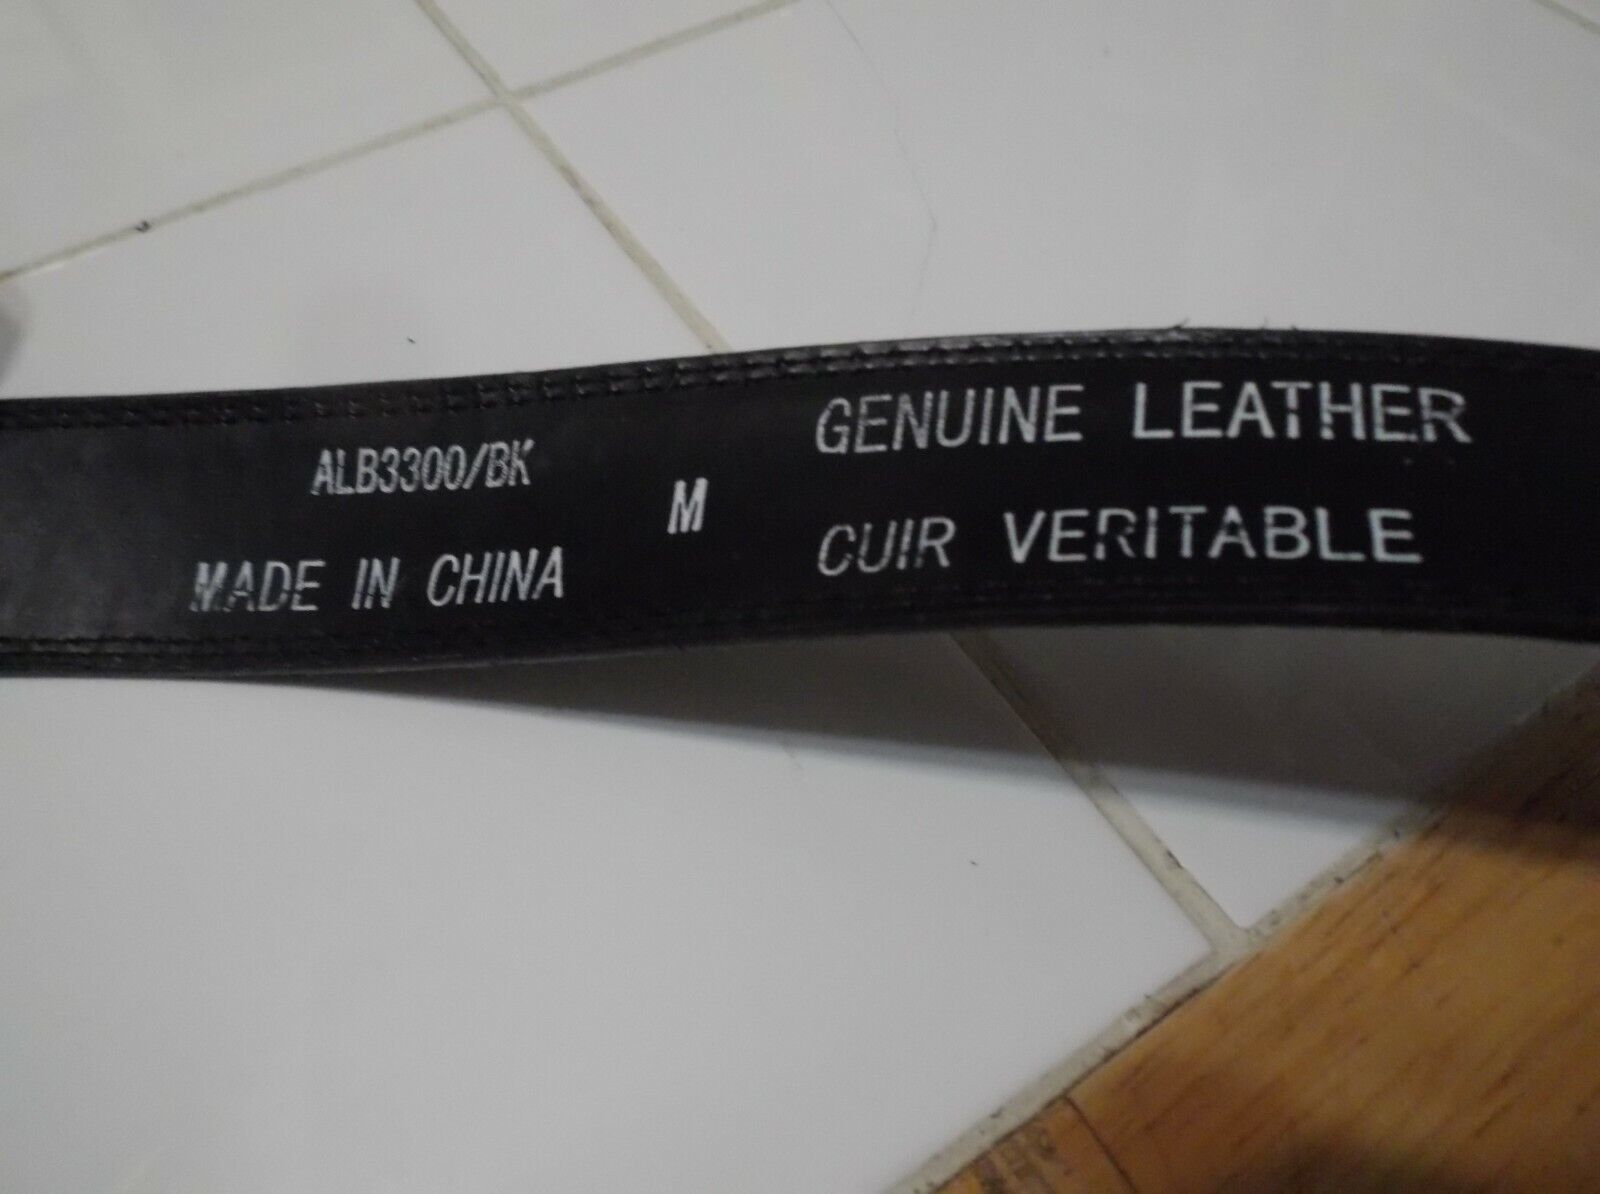 ALB3300/BK
MADE IN CHINA
M
GENUINE LEATHER
CUIR VERITABLE